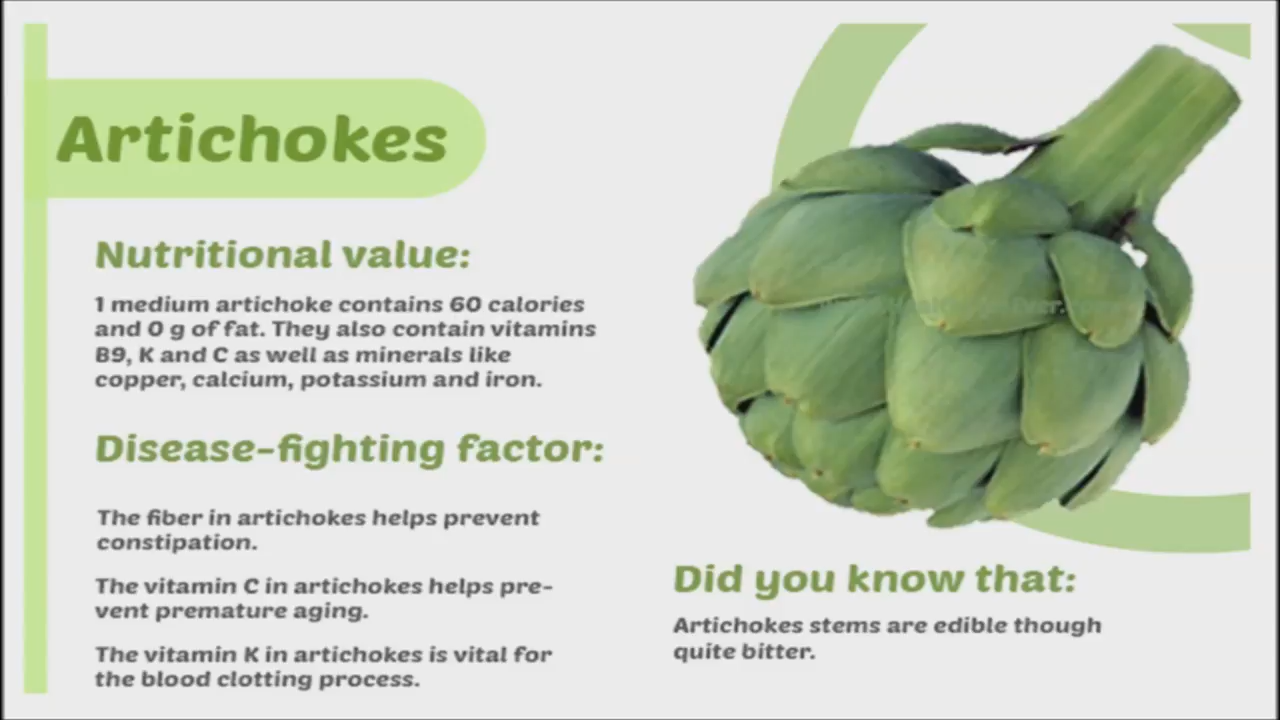 Artichokes
Nutritional value:
1 medium artichoke contains 60 calories
and 0 g of fat. They also contain vitamins
B9, K and C as well as minerals like
copper, calcium, potassium and iron.
Disease-fighting factor:
The fiber in artichokes helps prevent
constipation.
The vitamin C in artichokes helps pre-
vent premature aging.
The vitamin K in artichokes is vital for
the blood clotting process.
Did you know that:
Artichokes stems are edible though
quite bitter.